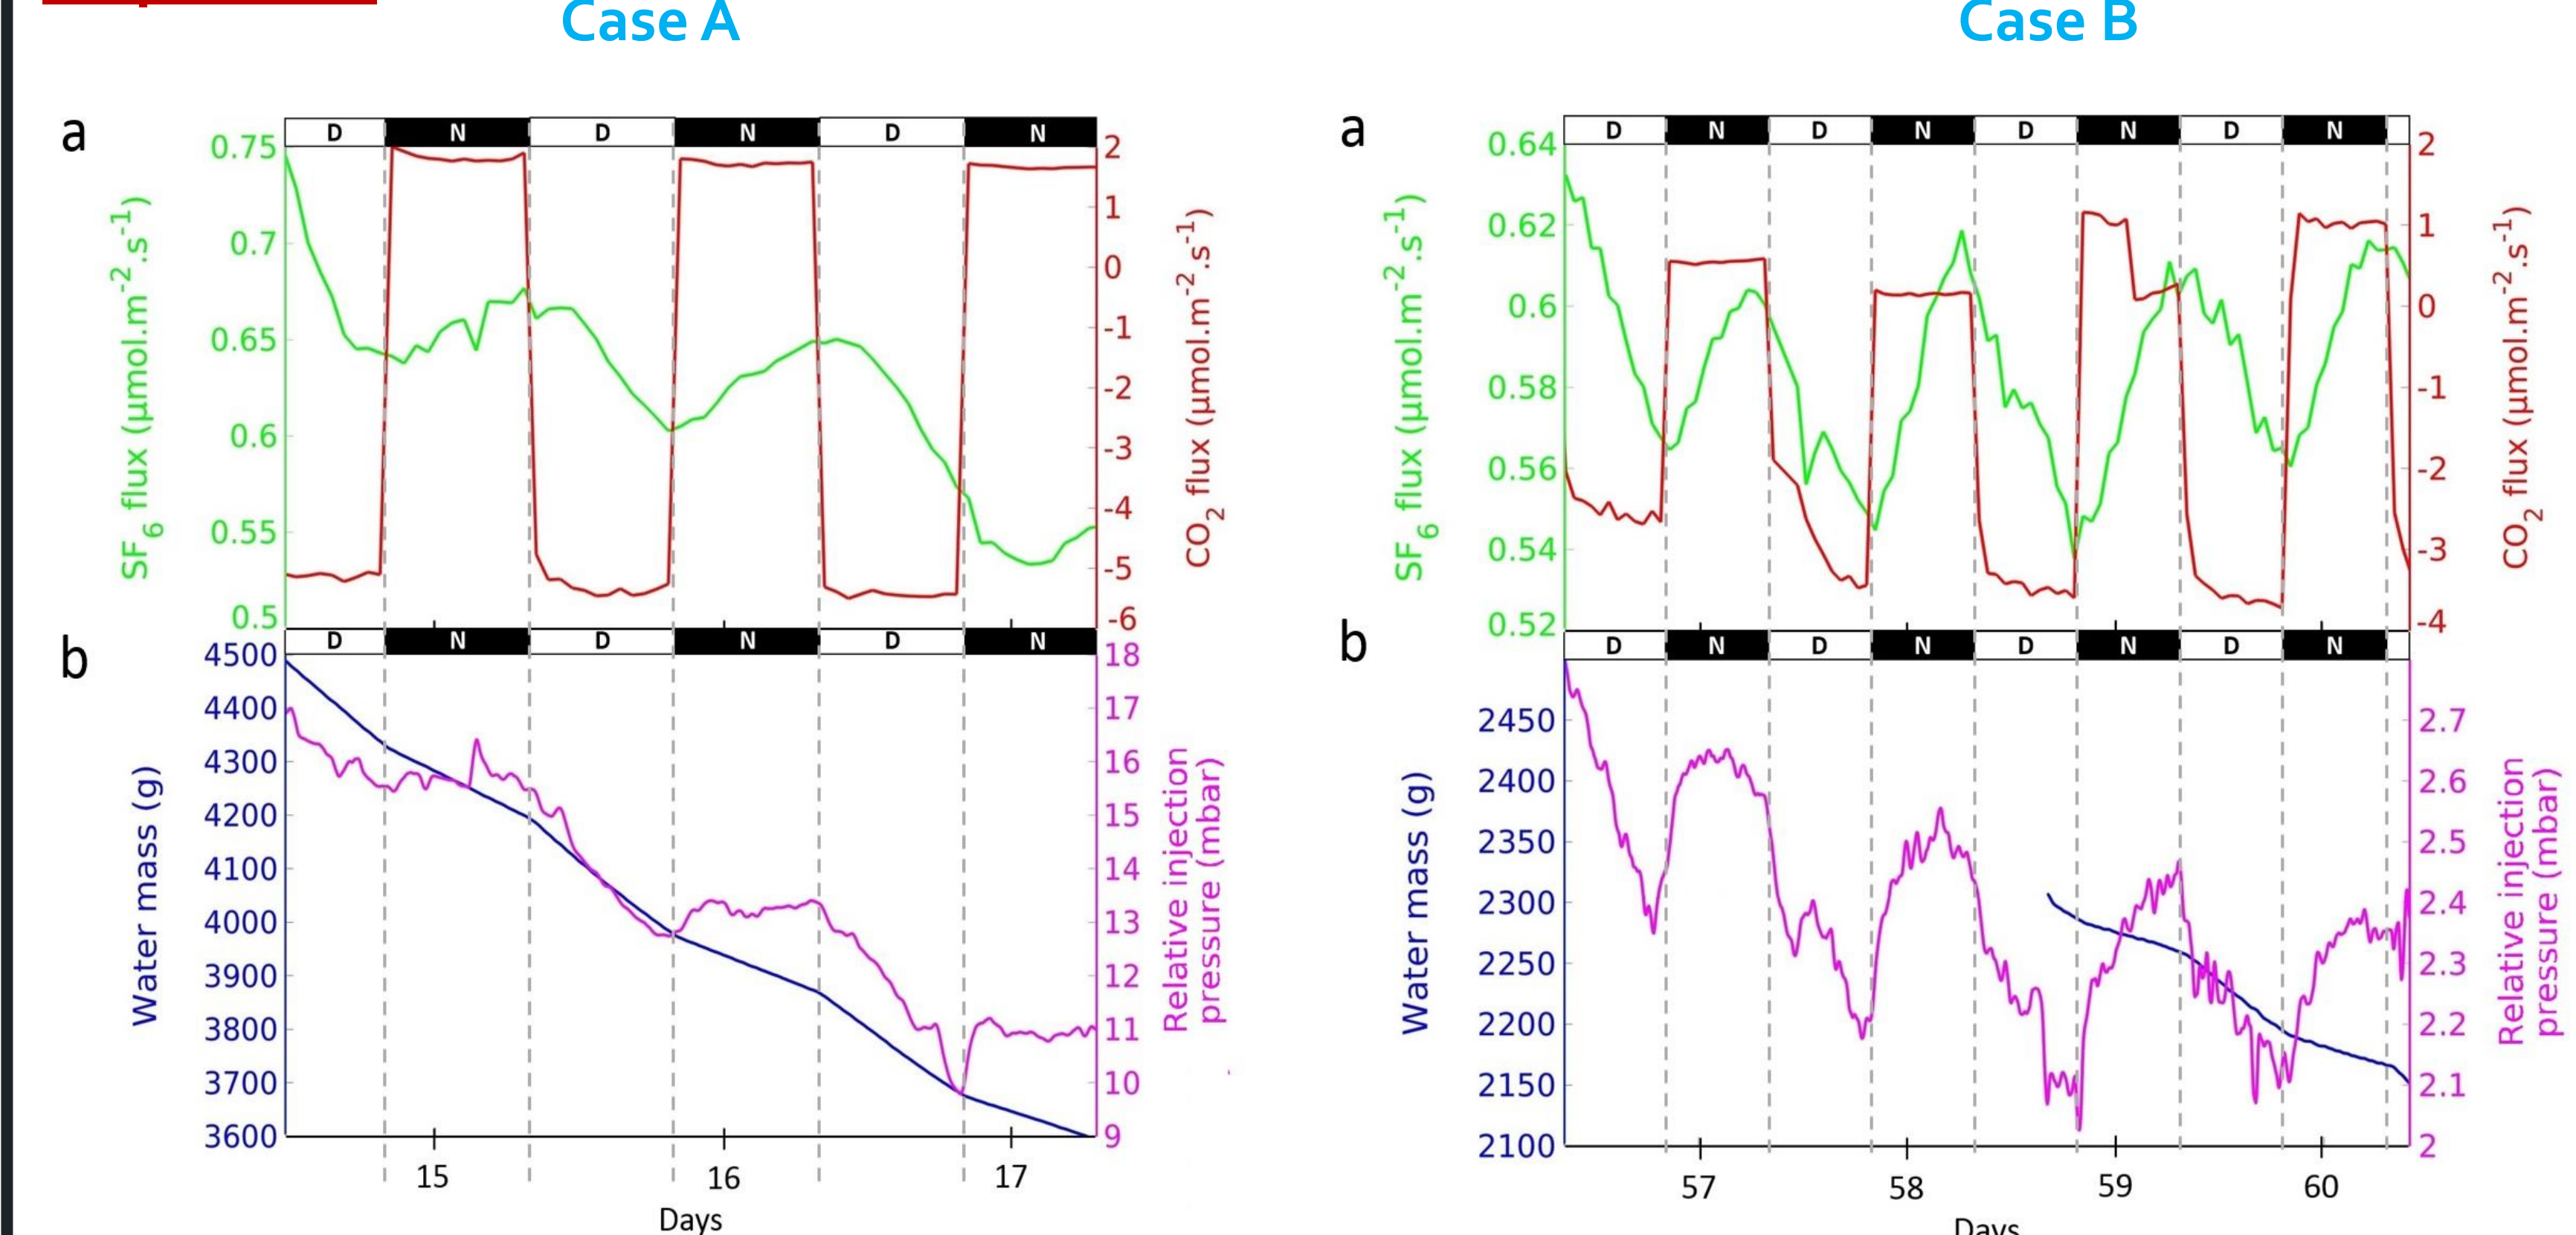 Case A
Case B
a
D N D N D N
0.75
0.7
0.65
0.6
0.55
0.5
SF6 flux (µmol.m-2.s-1)
2
1
0
-1
-2
-3
-4
-5
-6
CO2 flux (µmol.m-2.s-1)
b
D N D N D N
4500
4400
4300
4200
4100
4000
3900
3800
3700
3600
Water mass (g)
18
17
16
15
14
13
12
11
10
9
Relative injection
pressure (mbar)
15 16 17
Days
a
D N D N D N D N
0.64
0.62
0.6
0.58
0.56
0.54
0.52
SF6 flux (µmol.m-2.s-1)
2
1
0
-1
-2
-3
-4
CO2 flux (µmol.m-2.s-1)
b
D N D N D N D N
2450
2400
2350
2300
2250
2200
2150
2100
Water mass (g)
2.7
2.6
2.5
2.4
2.3
2.2
2.1
2
Relative injection
pressure (mbar)
57 58 59 60
Days